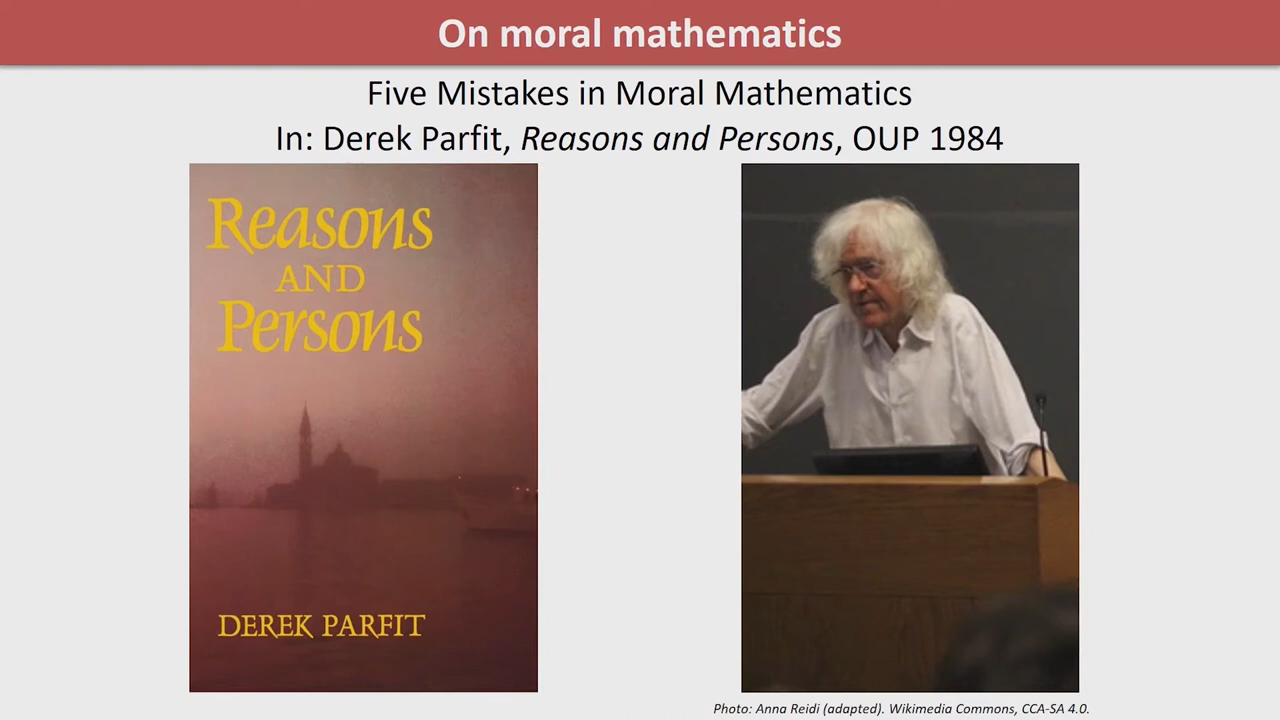 On moral mathematics
Five Mistakes in Moral Mathematics
In: Derek Parfit, Reasons and Persons, OUP 1984
Reasons
AND
Persons
DEREK PARFIT
Photo: Anna Reidi (adapted). Wikimedia Commons, CCA-SA 4.0.